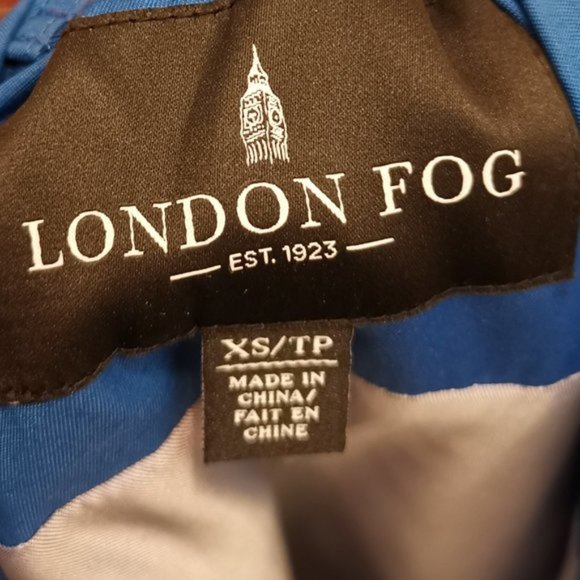 LONDON FOG
EST. 1923
XS/TP
MADE IN
CHINA/
FAIT EN
CHINE